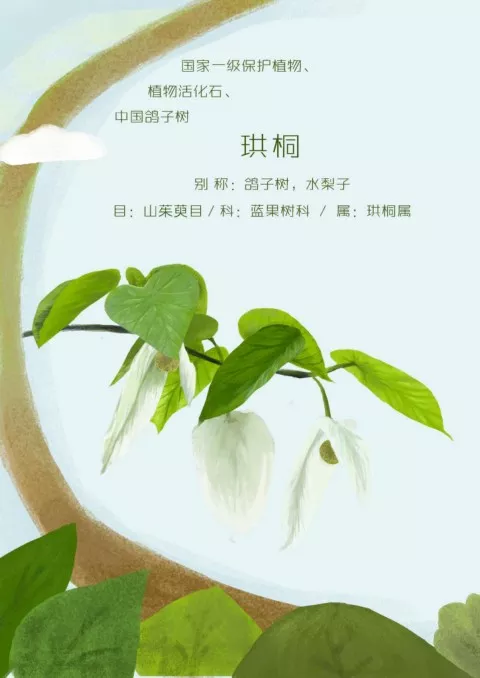 国家一级保护植物、
植物活化石、
中国鸽子树
珙桐
别称：鸽子树，水梨子
目：山茱萸目 / 科：蓝果树科 / 属：珙桐属